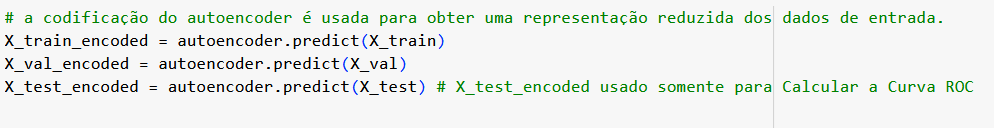 # a codificação do autoencoder é usada para obter uma representação reduzida dos dados de entrada.
X_train_encoded = autoencoder.predict(X_train)
X_val_encoded = autoencoder.predict(X_val)
X_test_encoded = autoencoder.predict(X_test) # X_test_encoded usado somente para Calcular a Curva ROC